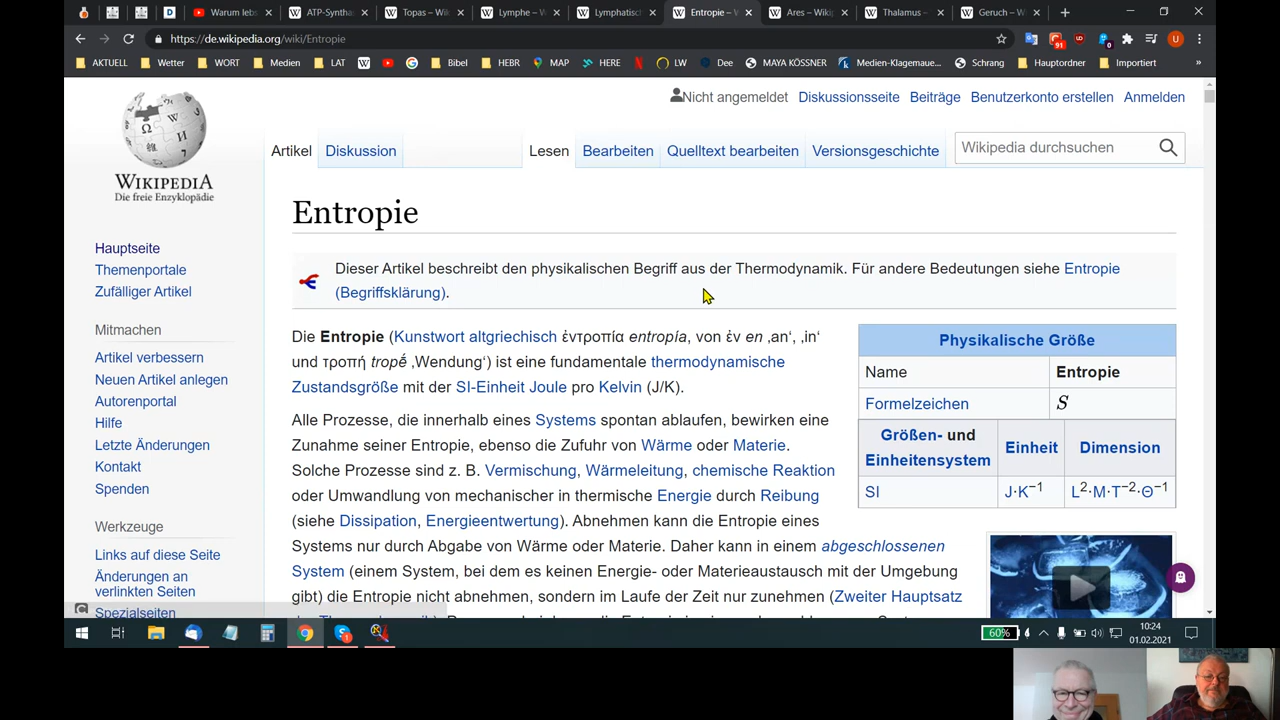 Warum lebs
ATP-Syntha
Topas – Wiki
Lymphe – W
Lymphatisch
Entropie – W
Ares – Wikip
Thalamus –
Geruch – W
https://de.wikipedia.org/wiki/Entropie
91
0
U
AKTUELL
Wetter
WORT
Medien
LAT
Bibel
HEBR
MAP
HERE
LW
Dee
MAYA KÖSSNER
Medien-Klagemaue...
Schrang
Hauptordner
Importiert
»
Nicht angemeldet Diskussionsseite Beiträge Benutzerkonto erstellen Anmelden
WIKIPEDIA
Die freie Enzyklopädie
Artikel Diskussion
Lesen Bearbeiten Quelltext bearbeiten Versionsgeschichte
Wikipedia durchsuchen
Hauptseite
Themenportale
Zufälliger Artikel
Mitmachen
Artikel verbessern
Neuen Artikel anlegen
Autorenportal
Hilfe
Letzte Änderungen
Kontakt
Spenden
Werkzeuge
Links auf diese Seite
Änderungen an
verlinkten Seiten
Spezialseiten
Entropie
Dieser Artikel beschreibt den physikalischen Begriff aus der Thermodynamik. Für andere Bedeutungen siehe Entropie
(Begriffsklärung).
Die Entropie (Kunstwort altgriechisch ἐντροπία entropía, von ἐν en ‚an‘, ‚in‘
und τροπή tropḗ ‚Wendung‘) ist eine fundamentale thermodynamische
Zustandsgröße mit der SI-Einheit Joule pro Kelvin (J/K).
Alle Prozesse, die innerhalb eines Systems spontan ablaufen, bewirken eine
Zunahme seiner Entropie, ebenso die Zufuhr von Wärme oder Materie.
Solche Prozesse sind z. B. Vermischung, Wärmeleitung, chemische Reaktion
oder Umwandlung von mechanischer in thermische Energie durch Reibung
(siehe Dissipation, Energieentwertung). Abnehmen kann die Entropie eines
Systems nur durch Abgabe von Wärme oder Materie. Daher kann in einem abgeschlossenen
System (einem System, bei dem es keinen Energie- oder Materieaustausch mit der Umgebung
gibt) die Entropie nicht abnehmen, sondern im Laufe der Zeit nur zunehmen (Zweiter Hauptsatz
Physikalische Größe
Name Entropie
Formelzeichen S
Größen- und
Einheitensystem
Einheit
Dimension
SI J·K⁻¹ L²·M·T⁻²·Θ⁻¹
60%
10:24
01.02.2021